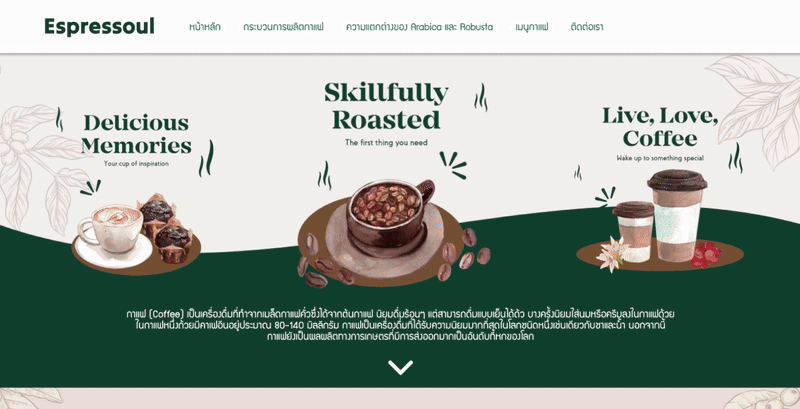 Espressoul
หน้าหลัก
กระบวนการผลิตกาแฟ
ความแตกต่างของ Arabica และ Robusta
เมนูกาแฟ
ติดต่อเรา
Delicious
Memories
Your cup of inspiration
Skillfully
Roasted
The first thing you need
Live, Love,
Coffee
Wake up to something special
กาแฟ (Coffee) เป็นเครื่องดื่มที่ทำจากเมล็ดกาแฟคั่วซึ่งได้จากต้นกาแฟ นิยมดื่มร้อนๆ แต่สามารถดื่มแบบเย็นได้ด้วย บางครั้งนิยมใส่นมหรือครีมลงในกาแฟด้วย
ในกาแฟหนึ่งถ้วยมีคาเฟอีนอยู่ประมาณ 80-140 มิลลิกรัม กาแฟเป็นเครื่องดื่มที่ได้รับความนิยมมากที่สุดในโลกชนิดหนึ่งเช่นเดียวกับชาและน้ำ นอกจากนี้
กาแฟยังเป็นผลผลิตทางการเกษตรที่มีการส่งออกมากเป็นอันดับที่หกของโลก